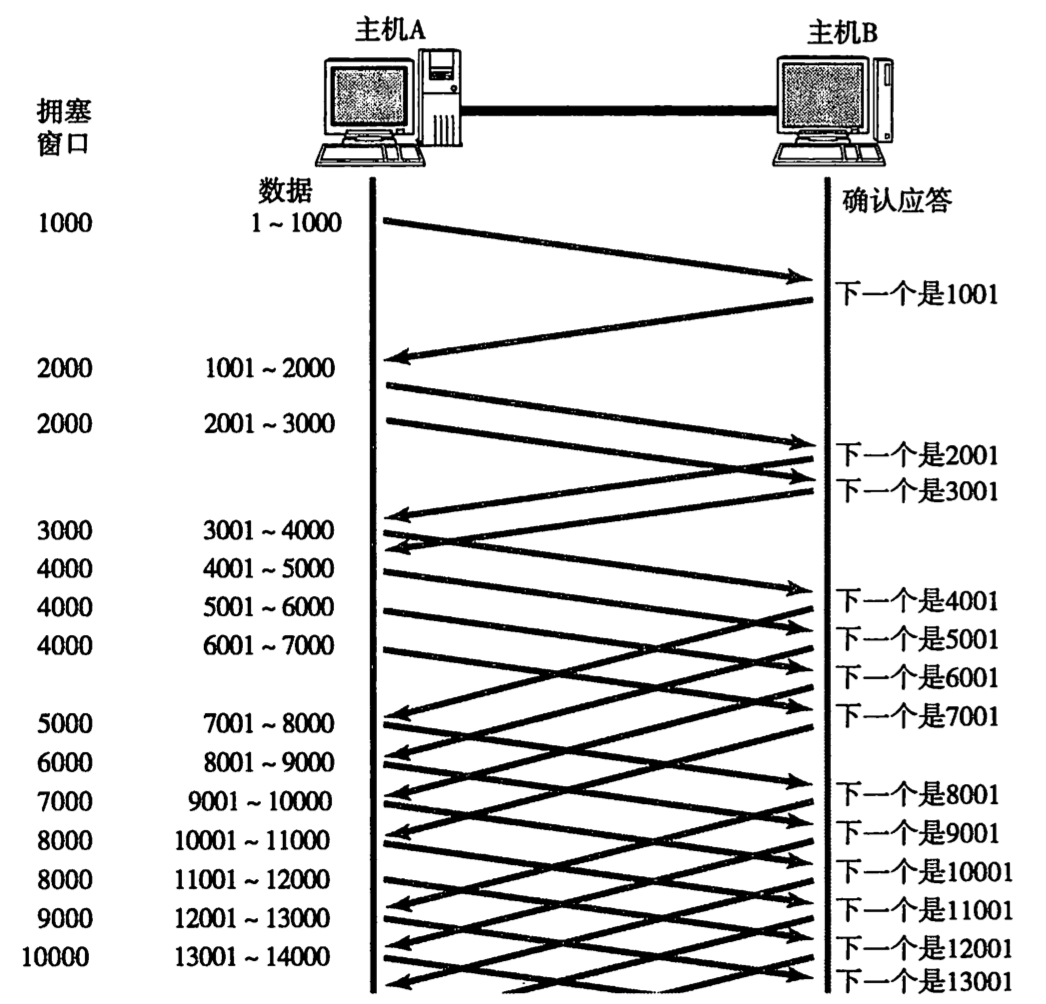 主机A
主机B
拥塞
窗口
数据
确认应答
1000
1 ~ 1000
下一个是1001
2000
1001 ~ 2000
2000
2001 ~ 3000
下一个是2001
下一个是3001
3000
3001 ~ 4000
4000
4001 ~ 5000
4000
5001 ~ 6000
下一个是4001
4000
6001 ~ 7000
下一个是5001
下一个是6001
下一个是7001
5000
7001 ~ 8000
6000
8001 ~ 9000
7000
9001 ~ 10000
下一个是8001
8000
10001 ~ 11000
下一个是9001
8000
11001 ~ 12000
下一个是10001
9000
12001 ~ 13000
下一个是11001
10000
13001 ~ 14000
下一个是12001
下一个是13001